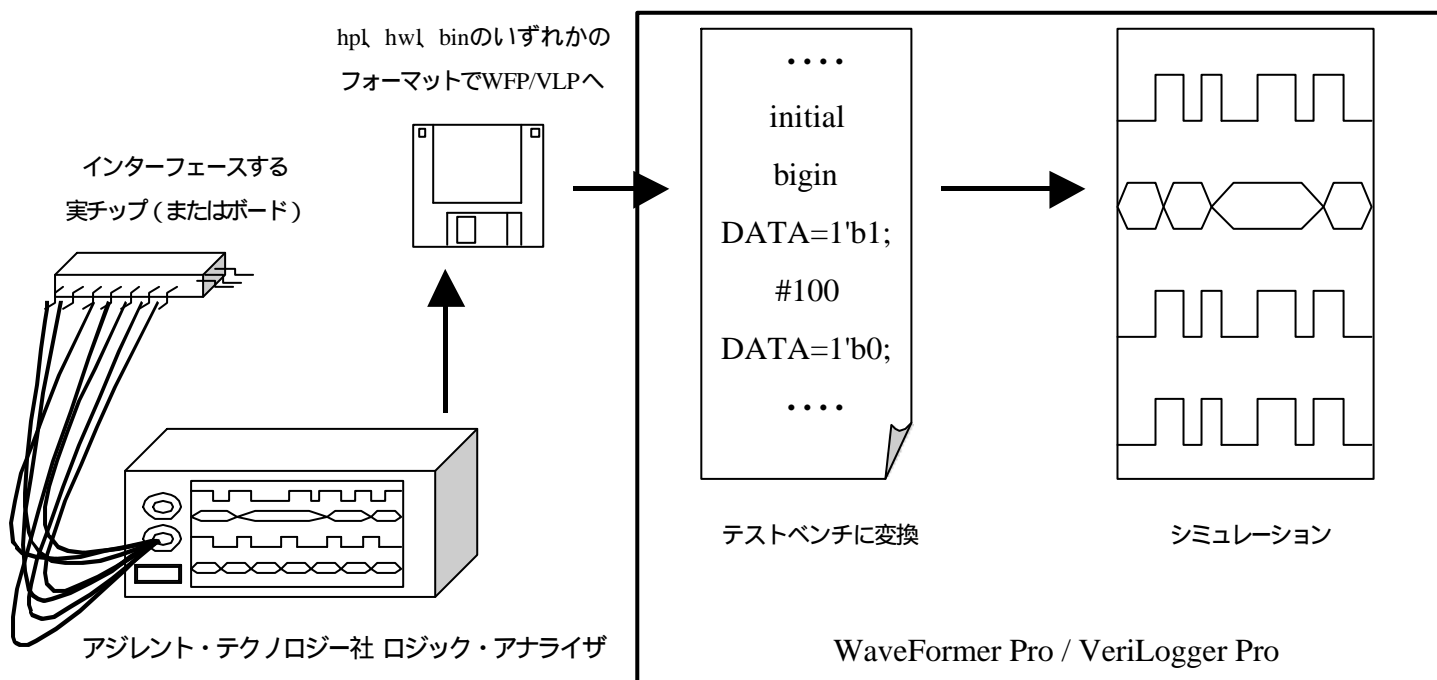 hpl、hwl、binのいずれかの
フォーマットでWFP/VLPへ
インターフェースする
実チップ(またはボード)
アジレント・テクノロジー社 ロジック・アナライザ
....
initial
bigin
DATA=1'b1;
#100
DATA=1'b0;
....
テストベンチに変換
シミュレーション
WaveFormer Pro / VeriLogger Pro